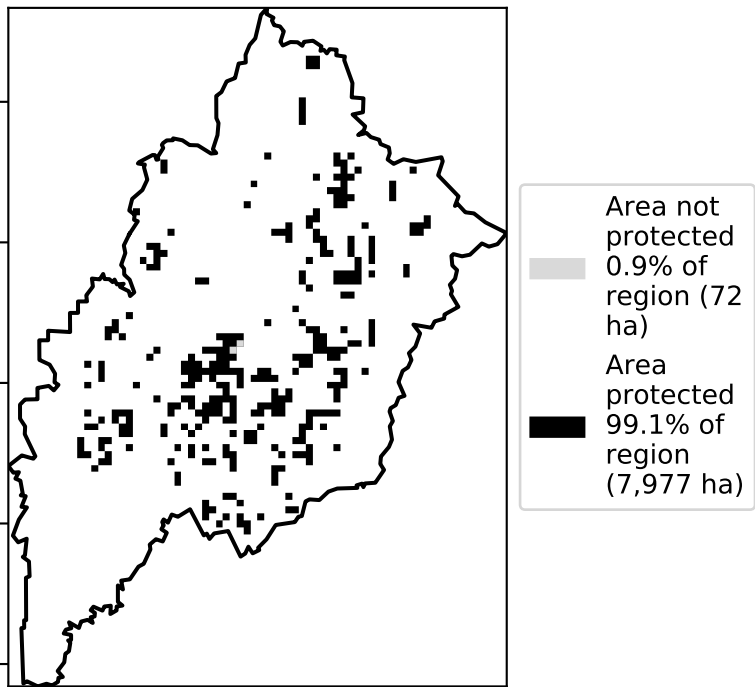 Area not
protected
0.9% of
region (72
ha)
Area
protected
99.1% of
region
(7,977 ha)